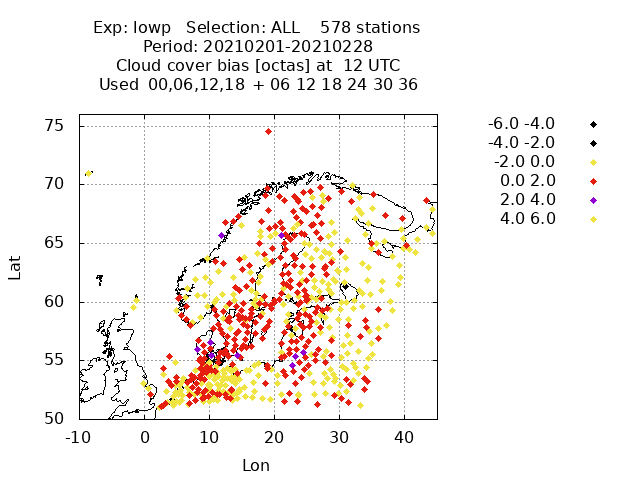 Exp: lowp Selection: ALL 578 stations
Period: 20210201-20210228
Cloud cover bias [octas] at 12 UTC
Used 00,06,12,18 + 06 12 18 24 30 36
75
70
65
60
55
50
Lat
-10 0 10 20 30 40
Lon
-6.0 -4.0
-4.0 -2.0
-2.0 0.0
0.0 2.0
2.0 4.0
4.0 6.0